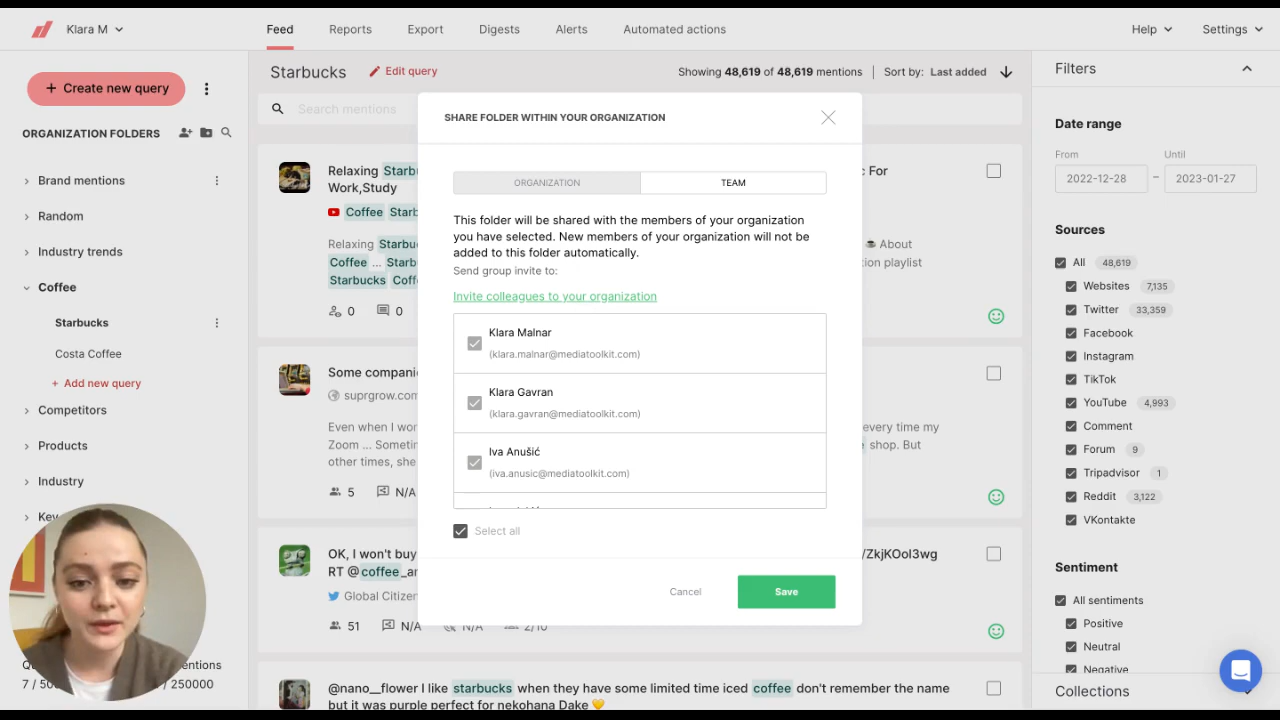 Klara M
Feed
Reports
Export
Digests
Alerts
Automated actions
Help
Settings
+ Create new query
ORGANIZATION FOLDERS
Brand mentions
Random
Industry trends
Coffee
Starbucks
Costa Coffee
+ Add new query
Competitors
Products
Industry
Key
7 / 50
/ 250000
Starbucks
Edit query
Showing 48,619 of 48,619 mentions
Sort by: Last added
Search mentions
Relaxing Starb
For
Work,Study
Coffee Starb
Relaxing Starbu
About
Coffee ... Starb
tion playlist
Starbucks Coff
0 0
Some compani
suprgrow.com
Even when I wor
every time my
Zoom ... Sometin
shop. But
other times, she
5 N/A
OK, I won't buy
/ZkjKOol3wg
RT @coffee_ar
Global Citizen
51 N/A N/A 2/10
@nano__flower I like starbucks when they have some limited time iced coffee don't remember the name
but it was purple perfect for nekohana Dake 💛
SHARE FOLDER WITHIN YOUR ORGANIZATION
ORGANIZATION
TEAM
This folder will be shared with the members of your organization
you have selected. New members of your organization will not be
added to this folder automatically.
Send group invite to:
Invite colleagues to your organization
Klara Malnar
(klara.malnar@mediatoolkit.com)
Klara Gavran
(klara.gavran@mediatoolkit.com)
Iva Anušić
(iva.anusic@mediatoolkit.com)
Select all
Cancel
Save
Filters
Date range
From
Until
2022-12-28 – 2023-01-27
Sources
All 48,619
Websites 7,135
Twitter 33,359
Facebook
Instagram
TikTok
YouTube 4,993
Comment
Forum 9
Tripadvisor 1
Reddit 3,122
VKontakte
Sentiment
All sentiments
Positive
Neutral
Negative
Collections